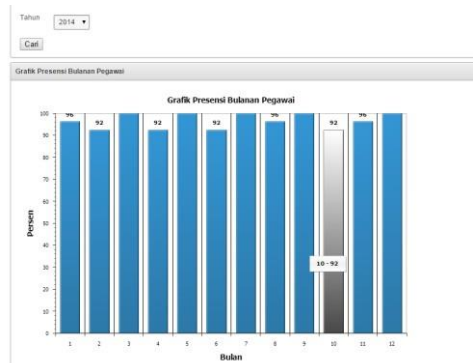 Tahun
2014
Cari
Grafik Presensi Bulanan Pegawai
Grafik Presensi Bulanan Pegawai
100
90
80
70
60
50
40
30
20
10
0
Persen
96 92 92 92 96 92 96
10 - 92
1 2 3 4 5 6 7 8 9 10 11 12
Bulan